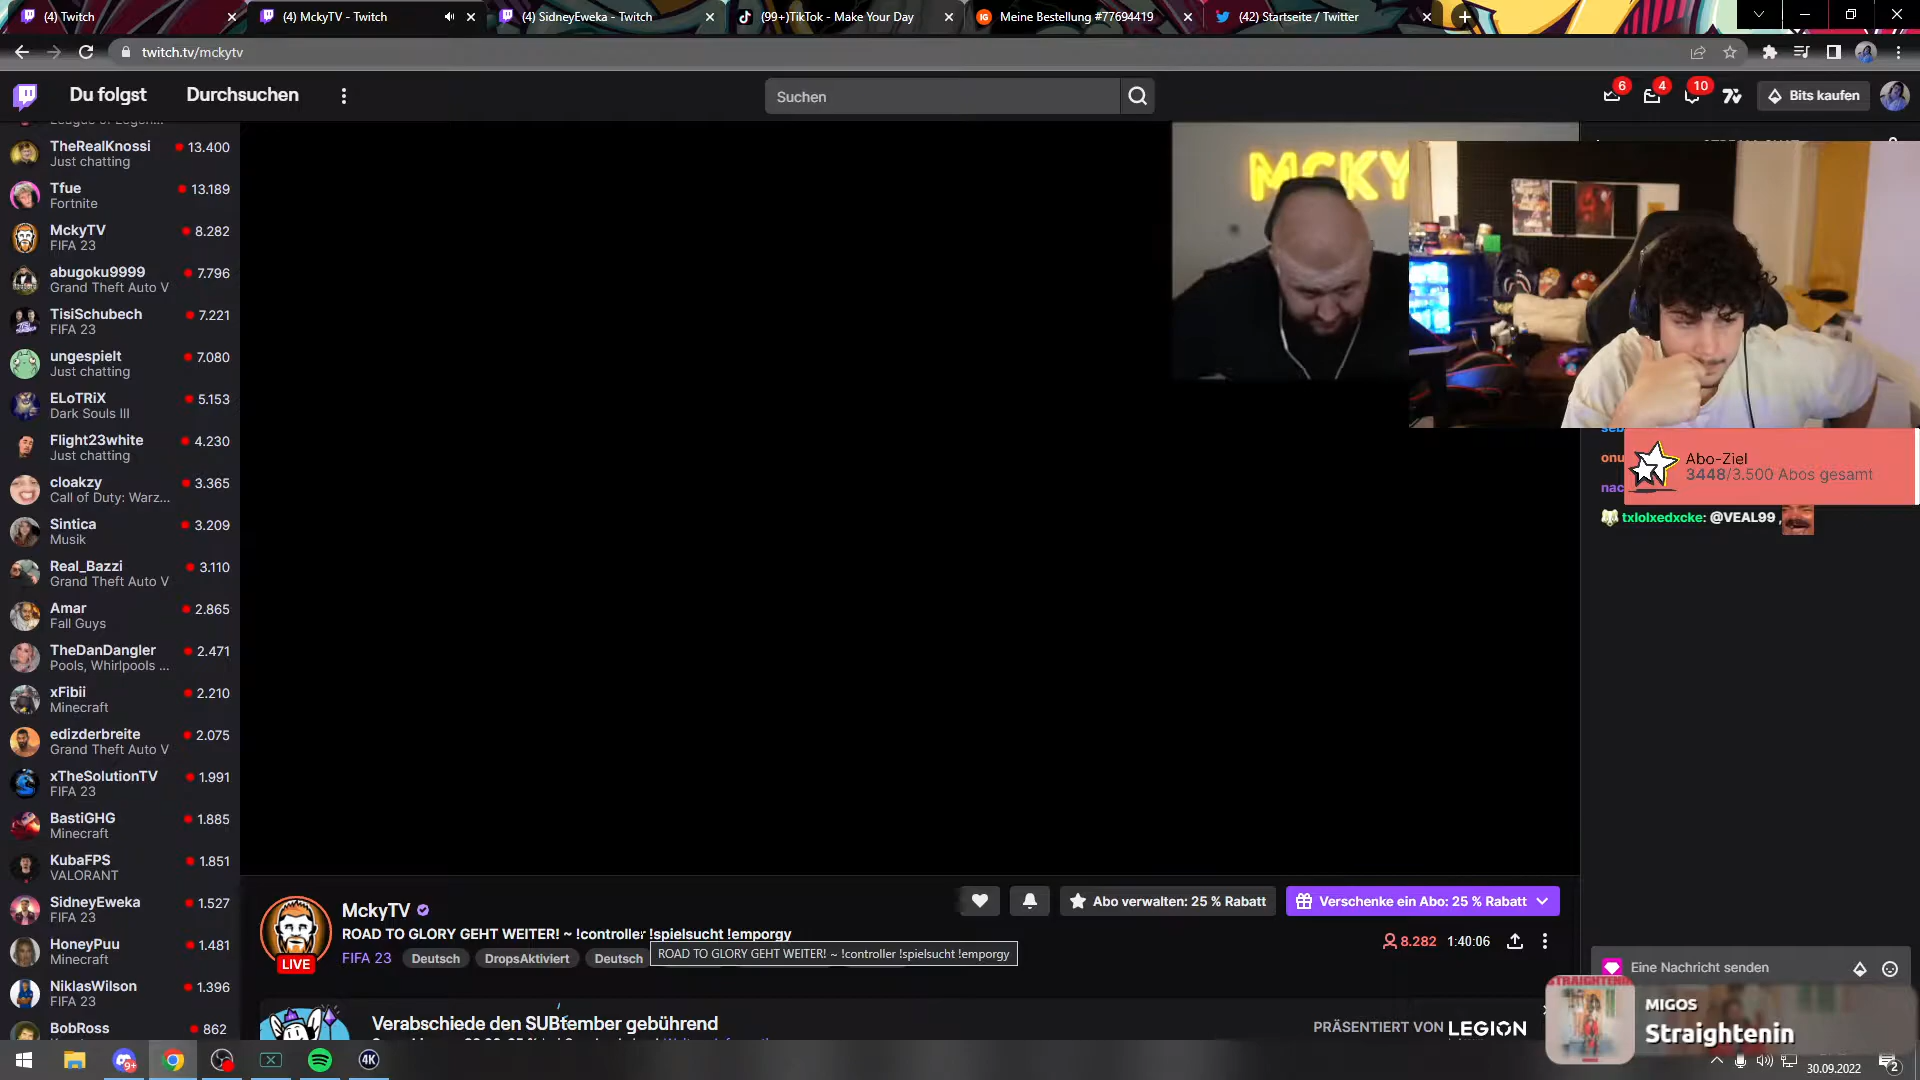 (4) Twitch
(4) MckyTV - Twitch
(4) SidneyEweka - Twitch
(99+)TikTok - Make Your Day
Meine Bestellung #77694419
(42) Startseite / Twitter
twitch.tv/mckytv
Du folgst
Durchsuchen
Suchen
6
4
10
Bits kaufen
TheRealKnossi
13.400
Just chatting
Tfue
13.189
Fortnite
MckyTV
8.282
FIFA 23
abugoku9999
7.796
Grand Theft Auto V
TisiSchubech
7.221
FIFA 23
ungespielt
7.080
Just chatting
ELoTRiX
5.153
Dark Souls III
Flight23white
4.230
Just chatting
cloakzy
3.365
Call of Duty: Warz...
Sintica
3.209
Musik
Real_Bazzi
3.110
Grand Theft Auto V
Amar
2.865
Fall Guys
TheDanDangler
2.471
Pools, Whirlpools ...
xFibii
2.210
Minecraft
edizderbreite
2.075
Grand Theft Auto V
xTheSolutionTV
1.991
FIFA 23
BastiGHG
1.885
Minecraft
KubaFPS
1.851
VALORANT
SidneyEweka
1.527
FIFA 23
HoneyPuu
1.481
Minecraft
NiklasWilson
1.396
FIFA 23
BobRoss
862
MCKY
onu
nac
Abo-Ziel
3448/3.500 Abos gesamt
txlolxedxcke: @VEAL99 ,
MckyTV
LIVE
ROAD TO GLORY GEHT WEITER! ~ !controller !spielsucht !emporgy
FIFA 23
Deutsch
DropsAktiviert
Deutsch
ROAD TO GLORY GEHT WEITER! ~ !controller !spielsucht !emporgy
Abo verwalten: 25 % Rabatt
Verschenke ein Abo: 25 % Rabatt
8.282
1:40:06
Verabschiede den SUBtember gebührend
PRÄSENTIERT VON LEGION
Eine Nachricht senden
STRAIGHTENIN
MIGOS
Straightenin
9+
4K
30.09.2022
2